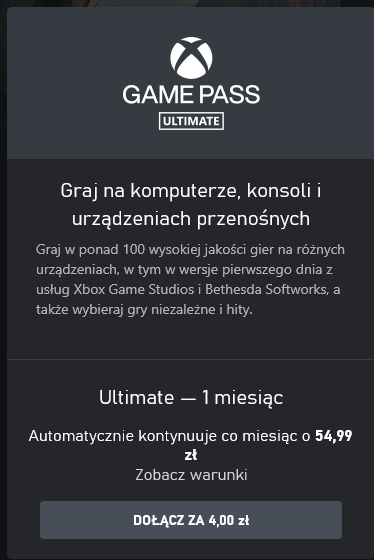 GAME PASS
ULTIMATE
Graj na komputerze, konsoli i
urządzeniach przenośnych
Graj w ponad 100 wysokiej jakości gier na różnych
urządzeniach, w tym w wersje pierwszego dnia z
usług Xbox Game Studios i Bethesda Softworks, a
także wybieraj gry niezależne i hity.
Ultimate — 1 miesiąc
Automatycznie kontynuuje co miesiąc o 54,99
zł
Zobacz warunki
DOŁĄCZ ZA 4,00 zł